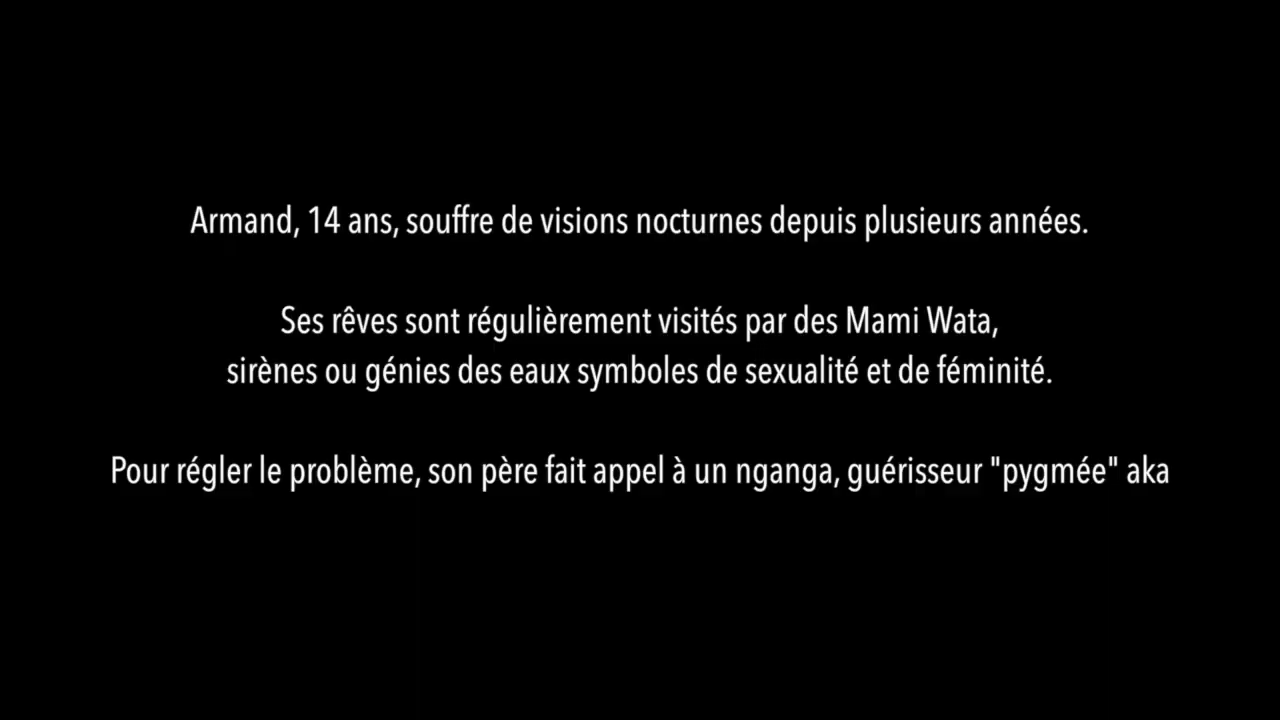 Armand, 14 ans, souffre de visions nocturnes depuis plusieurs années.
Ses rêves sont régulièrement visités par des Mami Wata,
sirènes ou génies des eaux symboles de sexualité et de féminité.
Pour régler le problème, son père fait appel à un nganga, guérisseur "pygmée" aka